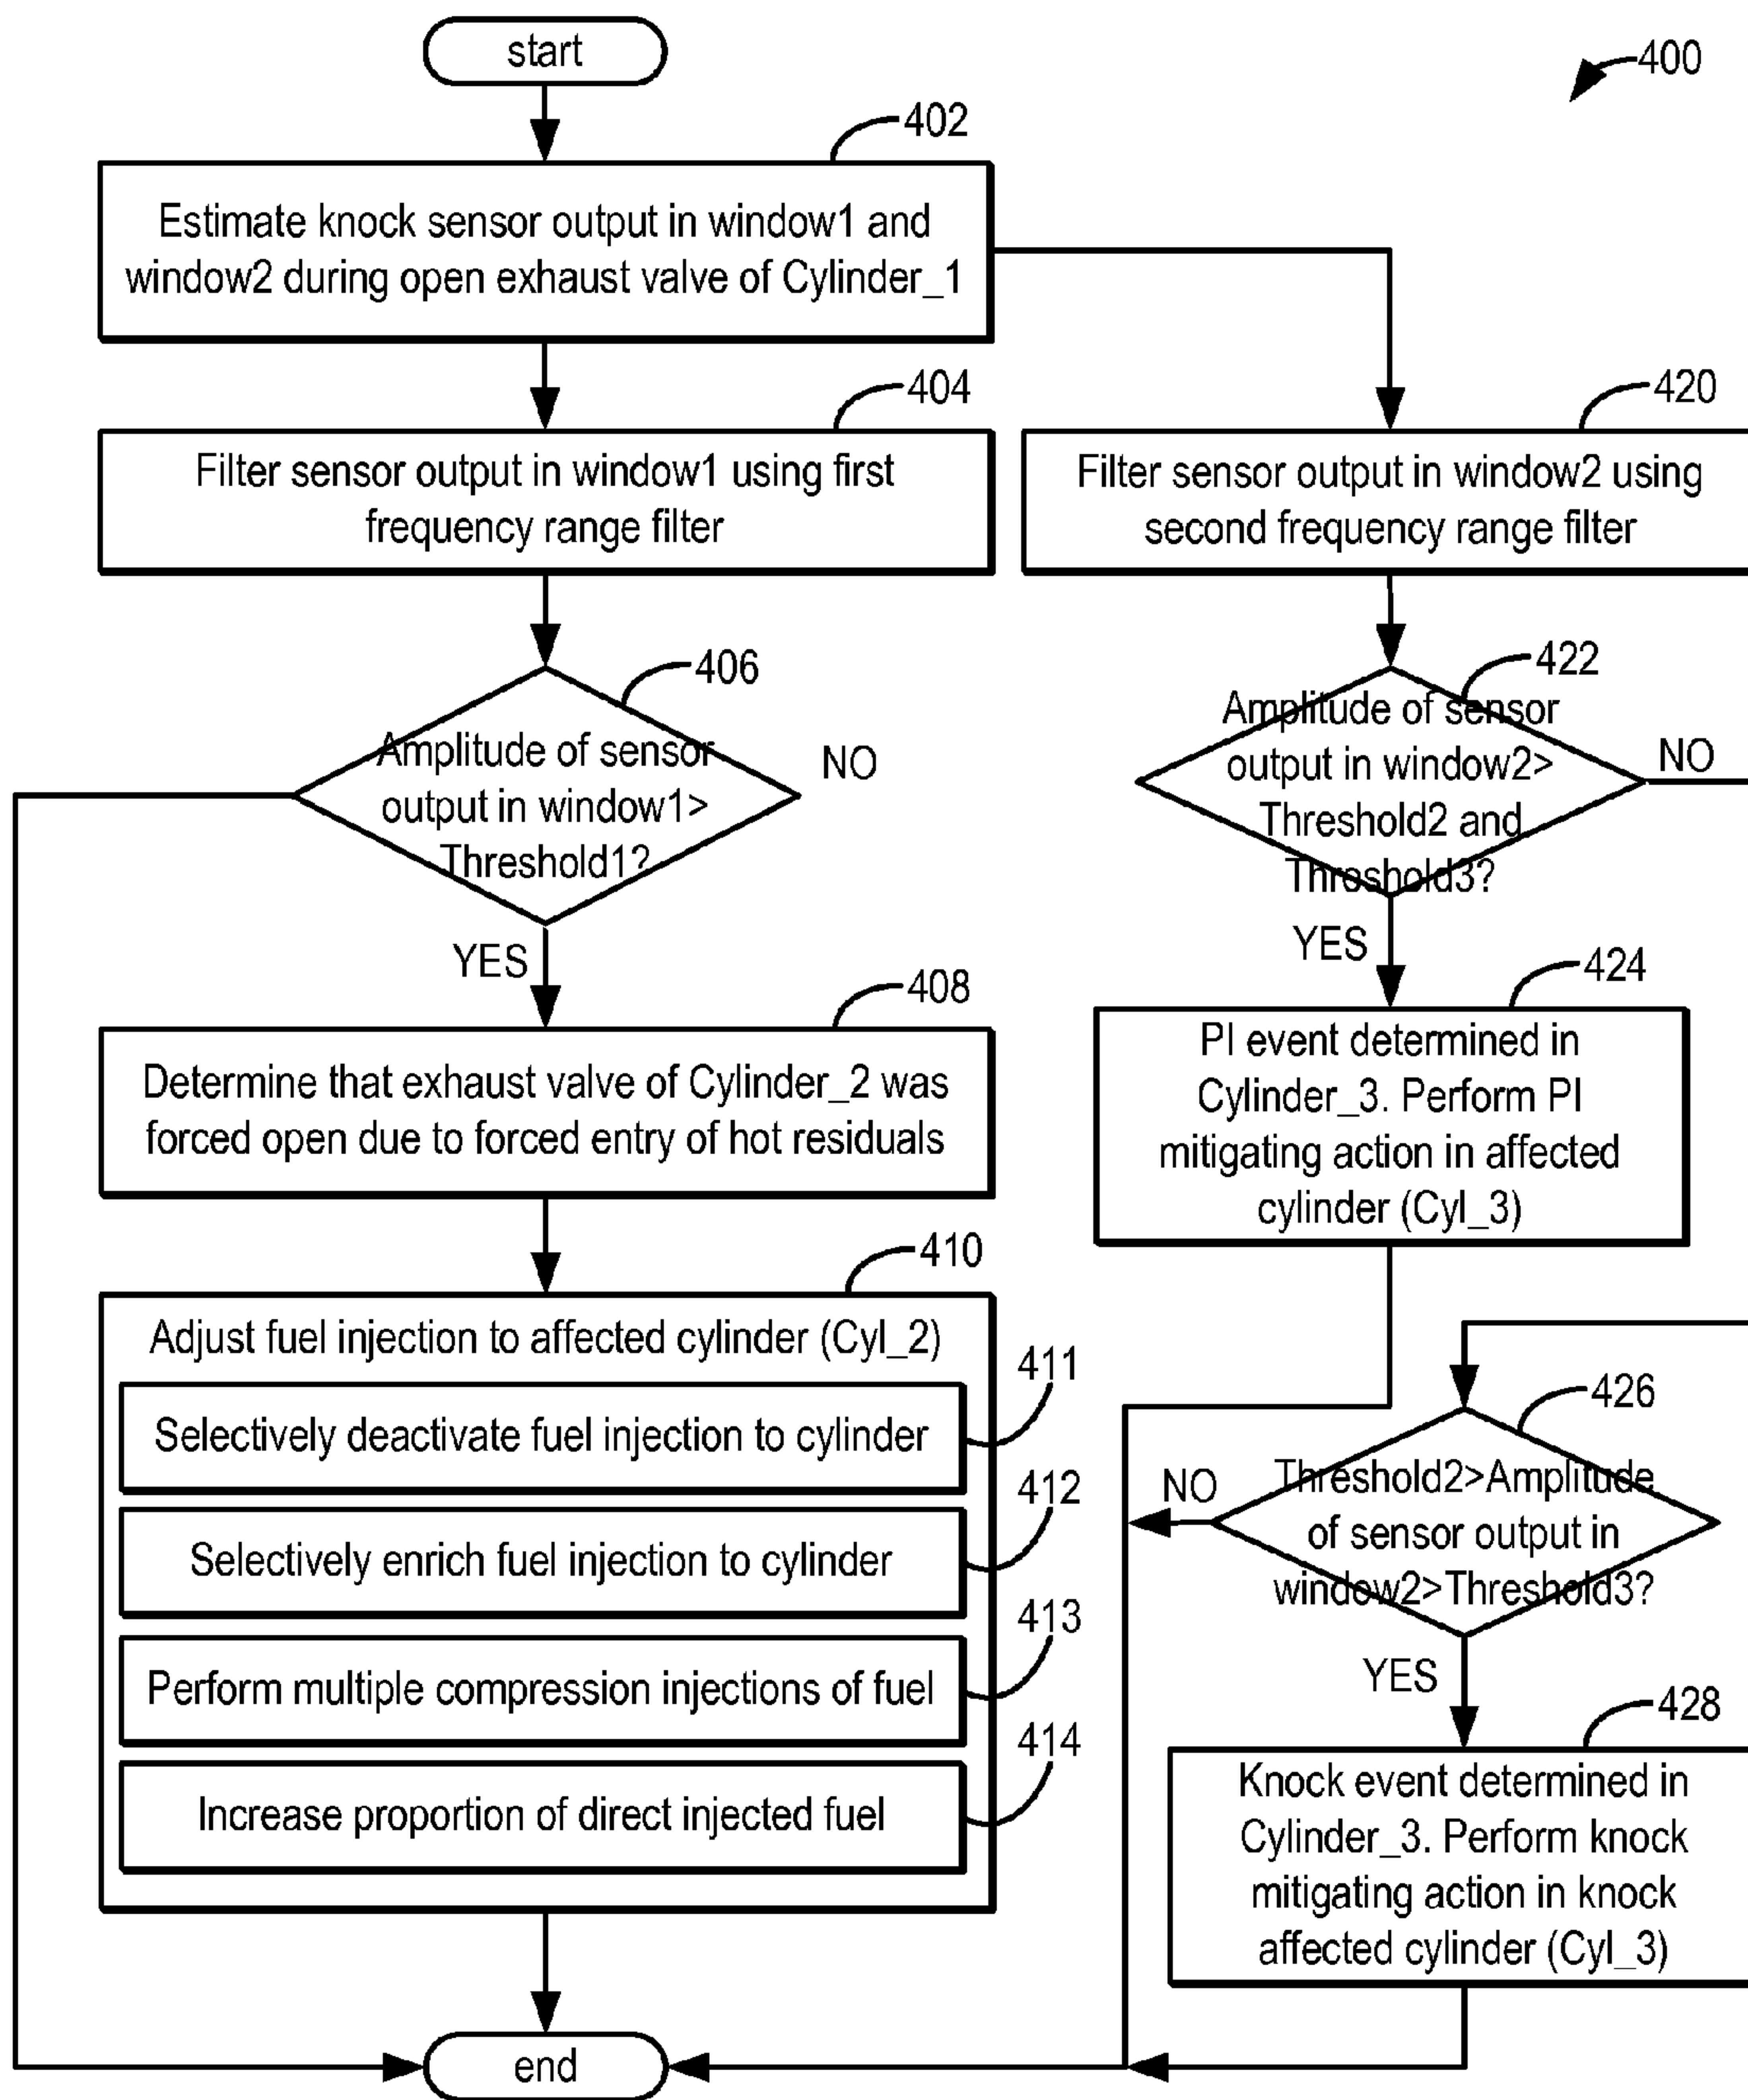 start
400
402
Estimate knock sensor output in window1 and
window2 during open exhaust valve of Cylinder_1
404
Filter sensor output in window1 using first
frequency range filter
420
Filter sensor output in window2 using
second frequency range filter
406
Amplitude of sensor
output in window1>
Threshold1?
NO
YES
422
Amplitude of sensor
output in window2>
Threshold2 and
Threshold3?
NO
YES
408
Determine that exhaust valve of Cylinder_2 was
forced open due to forced entry of hot residuals
424
PI event determined in
Cylinder_3. Perform PI
mitigating action in affected
cylinder (Cyl_3)
410
Adjust fuel injection to affected cylinder (Cyl_2)
411
Selectively deactivate fuel injection to cylinder
412
Selectively enrich fuel injection to cylinder
413
Perform multiple compression injections of fuel
414
Increase proportion of direct injected fuel
426
Threshold2>Amplitude
of sensor output in
window2>Threshold3?
NO
YES
428
Knock event determined in
Cylinder_3. Perform knock
mitigating action in knock
affected cylinder (Cyl_3)
end